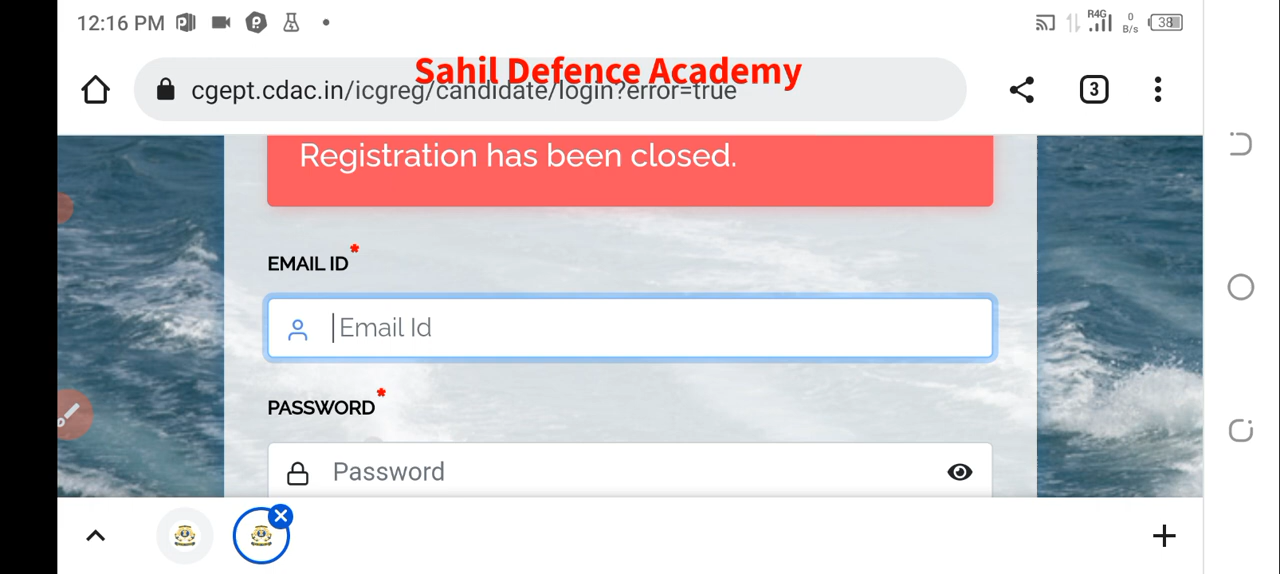 12:16 PM
R4G 0 B/s 38
Sahil Defence Academy
cgept.cdac.in/icgreg/candidate/login?error=true
3
Registration has been closed.
EMAIL ID*
Email Id
PASSWORD*
Password